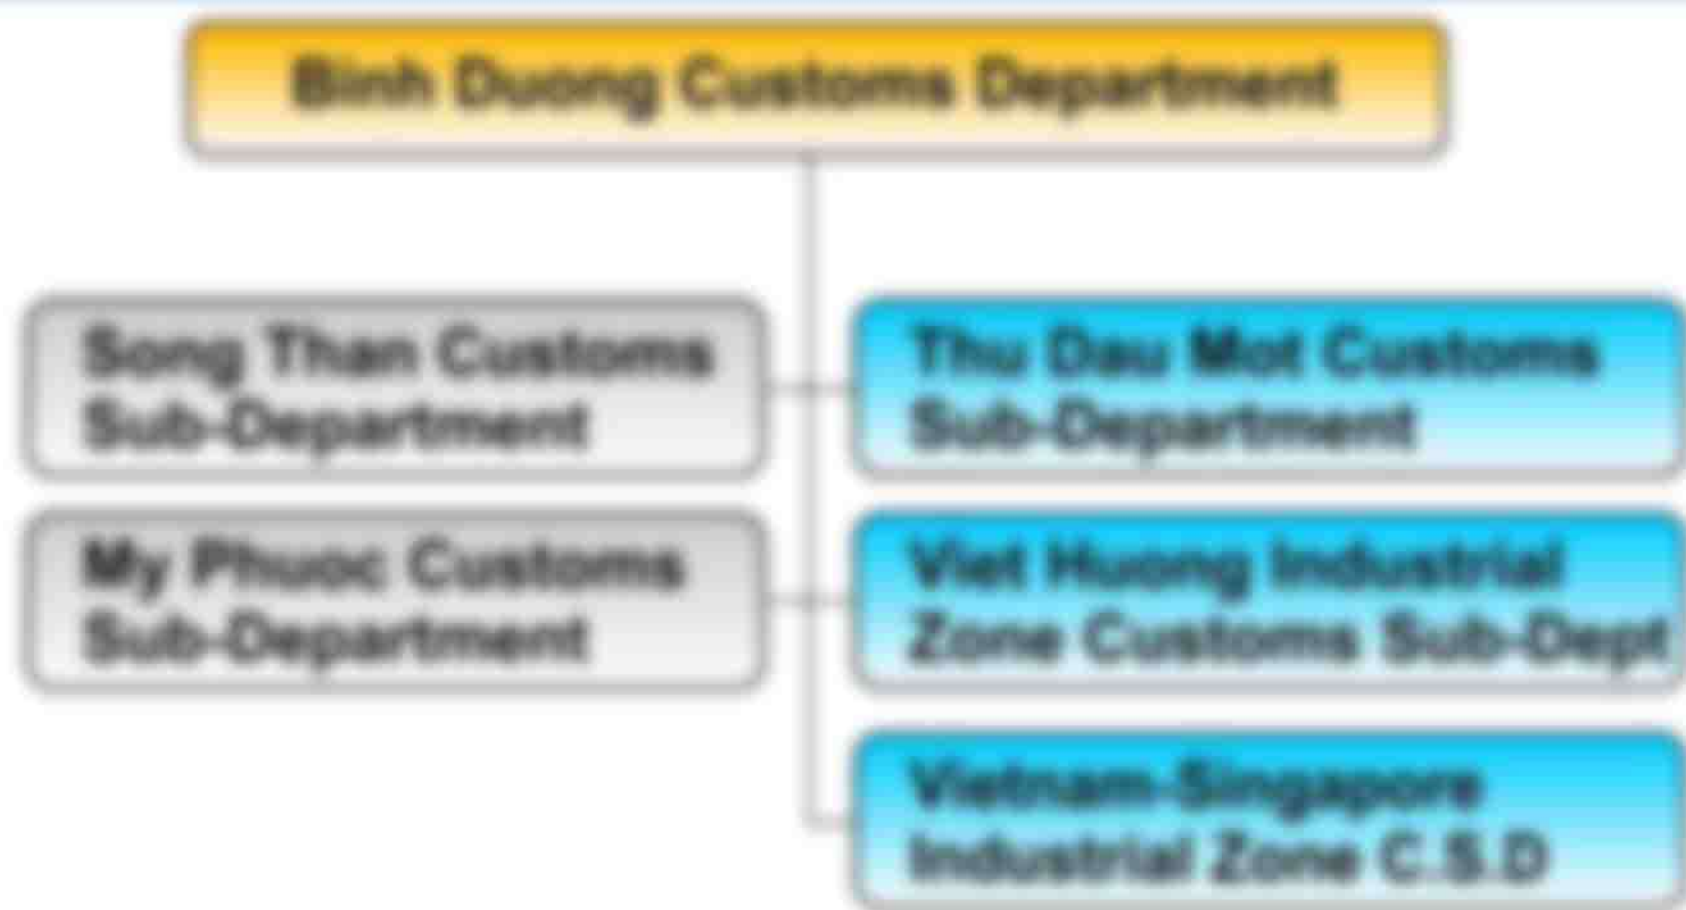 Binh Duong Customs Department
Song Than Customs
Sub-Department
Thu Dau Mot Customs
Sub-Department
My Phuoc Customs
Sub-Department
Viet Huong Industrial
Zone Customs Sub-Dept
Vietnam-Singapore
Industrial Zone C.S.D